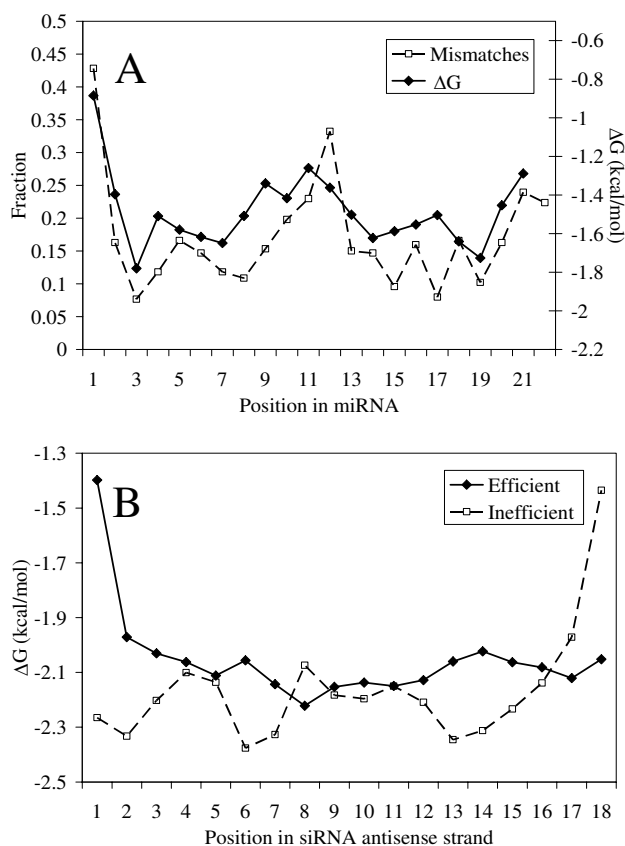 A
Mismatches
ΔG
Fraction
0.5
0.45
0.4
0.35
0.3
0.25
0.2
0.15
0.1
0.05
0
-0.6
-0.8
-1
-1.2
-1.4
-1.6
-1.8
-2
-2.2
ΔG (kcal/mol)
1 3 5 7 9 11 13 15 17 19 21
Position in miRNA
B
Efficient
Inefficient
ΔG (kcal/mol)
-1.3
-1.5
-1.7
-1.9
-2.1
-2.3
-2.5
1 2 3 4 5 6 7 8 9 10 11 12 13 14 15 16 17 18
Position in siRNA antisense strand